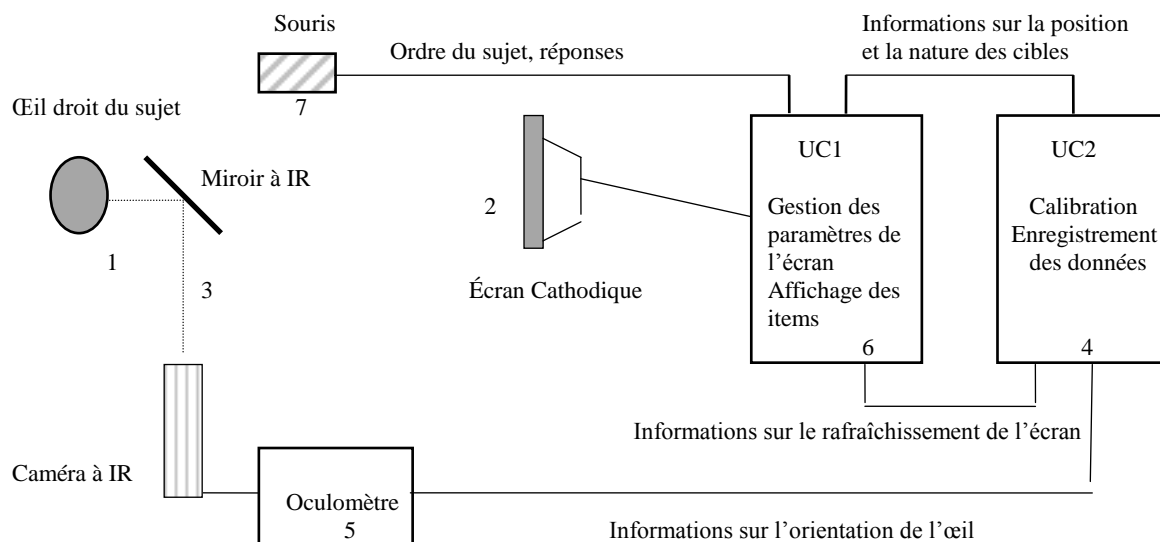 Souris
Ordre du sujet, réponses
Informations sur la position
et la nature des cibles
7
Œil droit du sujet
Miroir à IR
1
3
2
Écran Cathodique
UC1
Gestion des
paramètres de
l’écran
Affichage des
items
6
UC2
Calibration
Enregistrement
des données
4
Informations sur le rafraîchissement de l’écran
Caméra à IR
Oculomètre
5
Informations sur l’orientation de l’œil